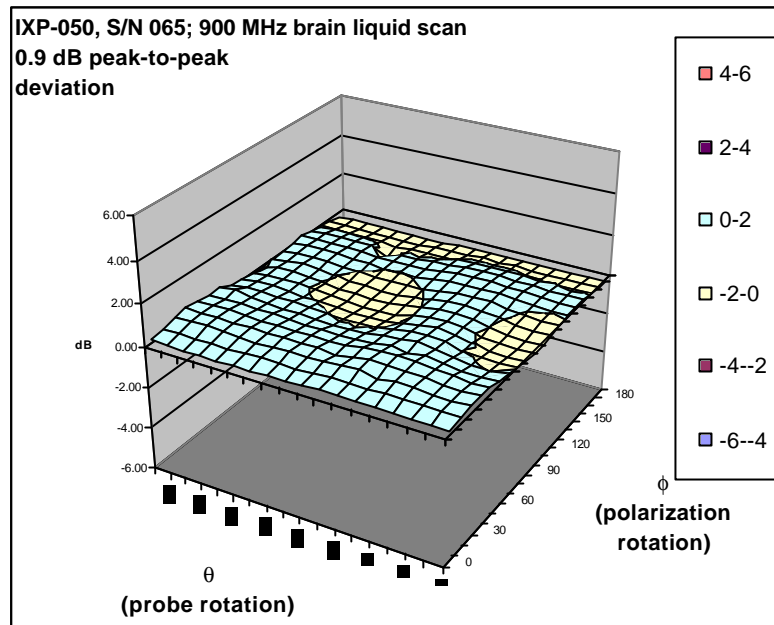 IXP-050, S/N 065; 900 MHz brain liquid scan
0.9 dB peak-to-peak
deviation
4-6
2-4
0-2
-2-0
-4--2
-6--4
6.00
4.00
2.00
0.00
-2.00
-4.00
-6.00
dB
180
150
120
90
60
30
0
ϕ
(polarization
rotation)
θ
(probe rotation)